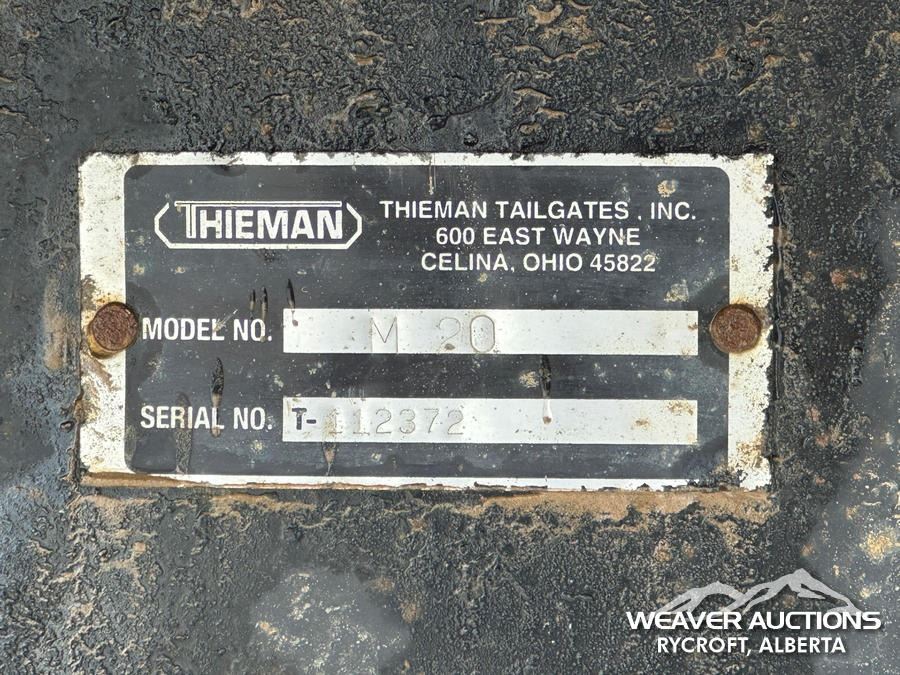 THIEMAN
THIEMAN TAILGATES, INC.
600 EAST WAYNE
CELINA, OHIO 45822
MODEL NO. M 20
SERIAL NO. T-112372
WEAVER AUCTIONS
RYCROFT, ALBERTA